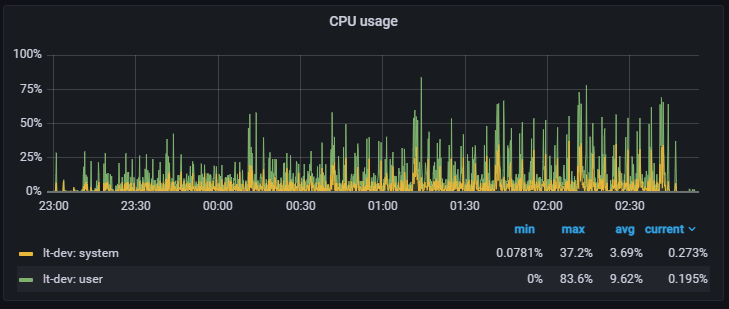 CPU usage
100%
75%
50%
25%
0%
23:00 23:30 00:00 00:30 01:00 01:30 02:00 02:30
min max avg current
lt-dev: system 0.0781% 37.2% 3.69% 0.273%
lt-dev: user 0% 83.6% 9.62% 0.195%